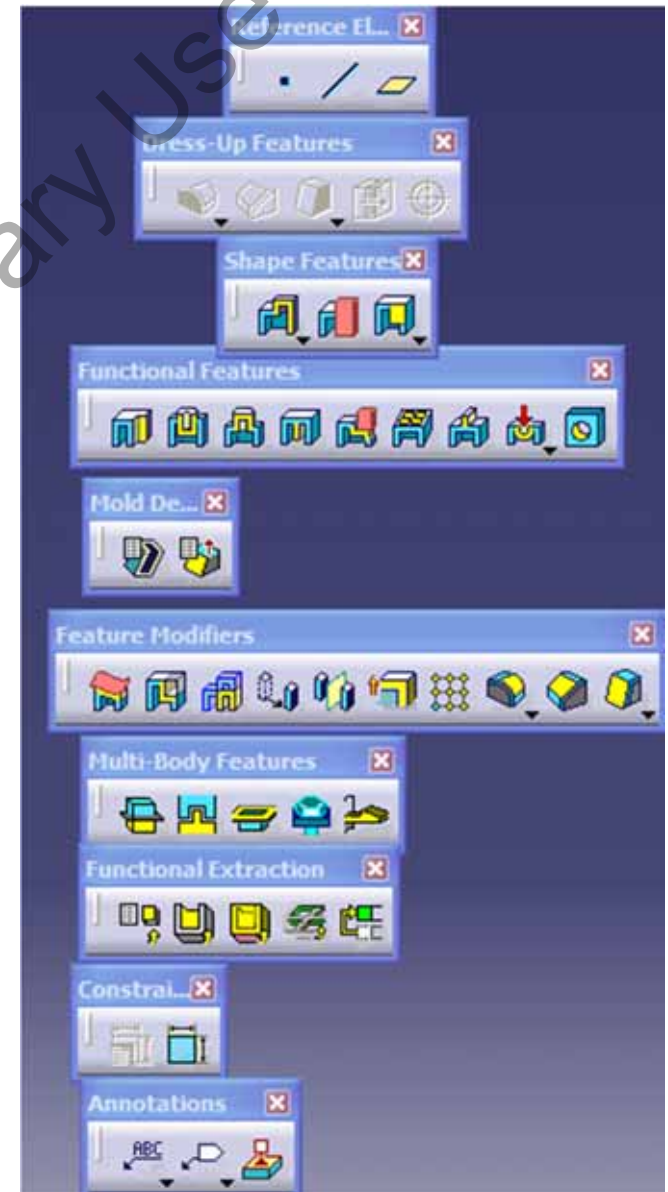 Reference El...
Dress-Up Features
Shape Features
Functional Features
Mold De...
Feature Modifiers
Multi-Body Features
Functional Extraction
Constrai...
Annotations
ABC